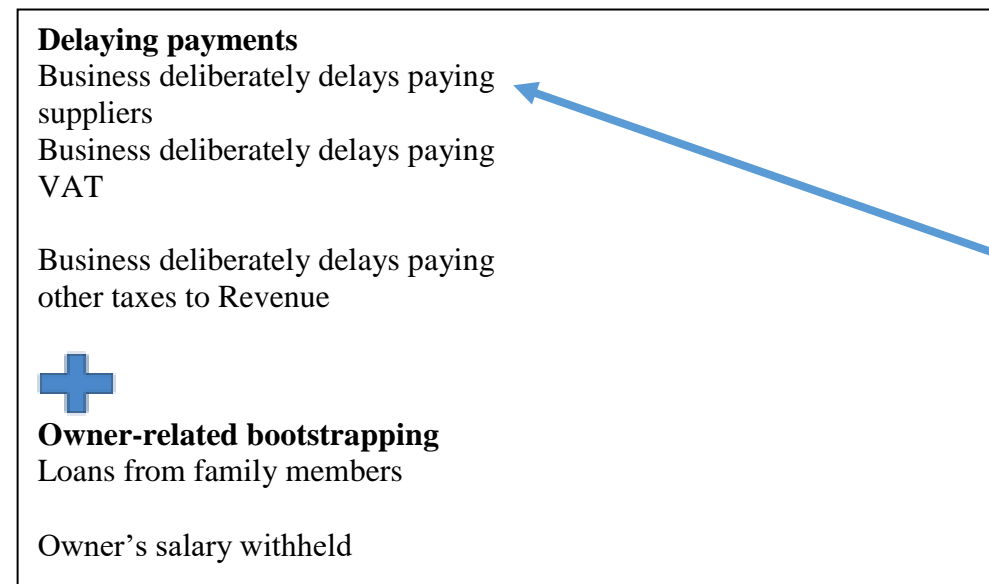 Delaying payments
Business deliberately delays paying
suppliers
Business deliberately delays paying
VAT
Business deliberately delays paying
other taxes to Revenue
Owner-related bootstrapping
Loans from family members
Owner’s salary withheld